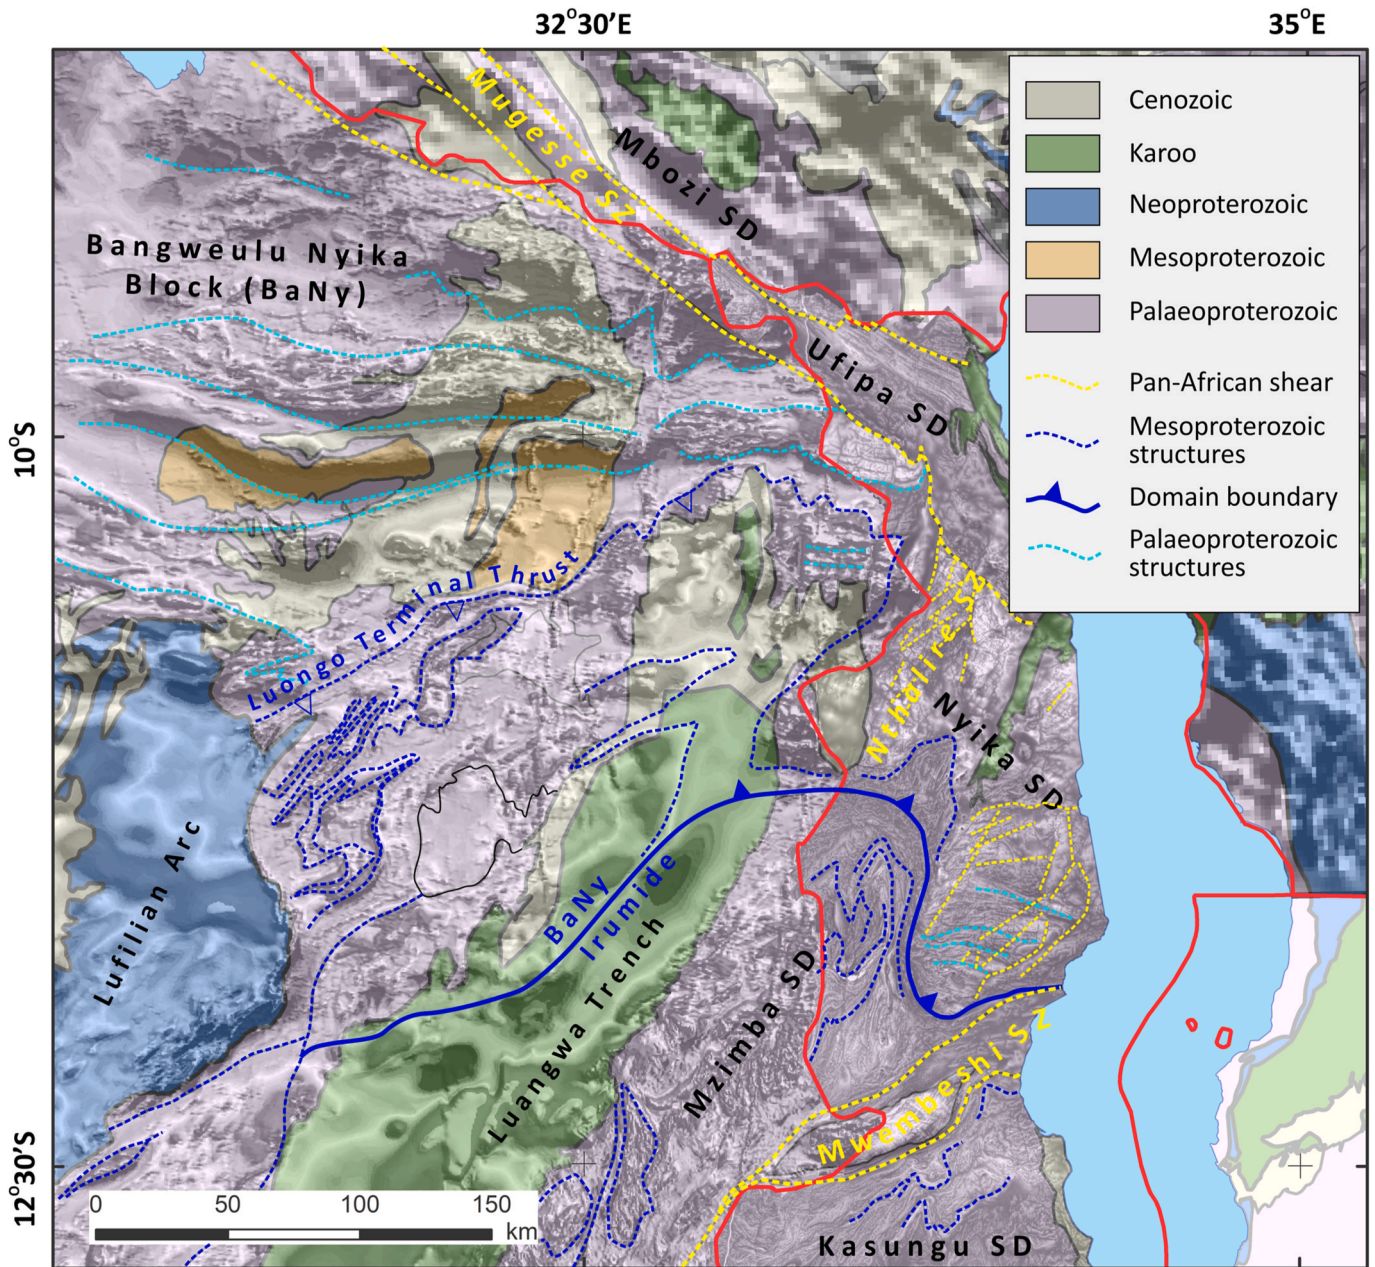 32°30’E
35°E
10°S
12°30’S
Cenozoic
Karoo
Neoproterozoic
Mesoproterozoic
Palaeoproterozoic
Pan-African shear
Mesoproterozoic
structures
Domain boundary
Palaeoproterozoic
structures
Mugesse SZ
Mbozi SD
Bangweulu Nyika
Block (BaNy)
Ufipa SD
Luongo Terminal Thrust
Nthalire SZ
Nyika SD
Lufilian Arc
BaNy
Irumide
Luangwa Trench
Mzimba SD
Mwembeshi SZ
Kasungu SD
0 50 100 150
km